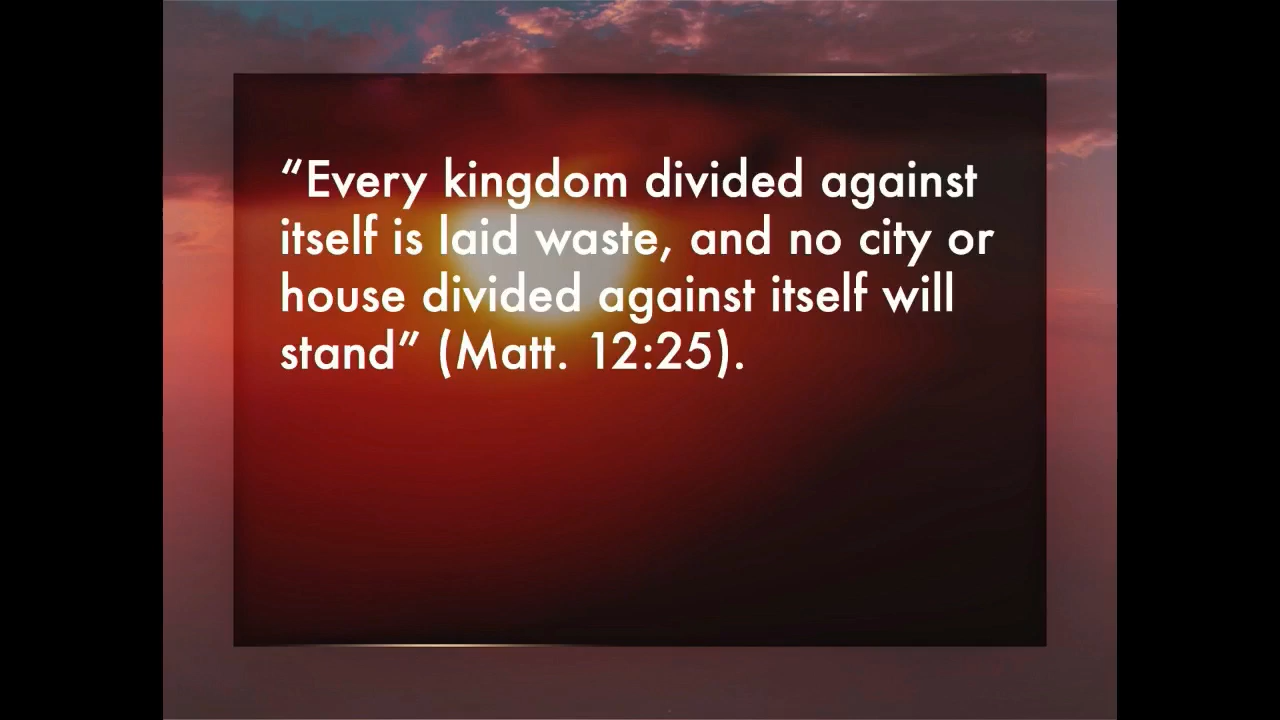 “Every kingdom divided against
itself is laid waste, and no city or
house divided against itself will
stand” (Matt. 12:25).